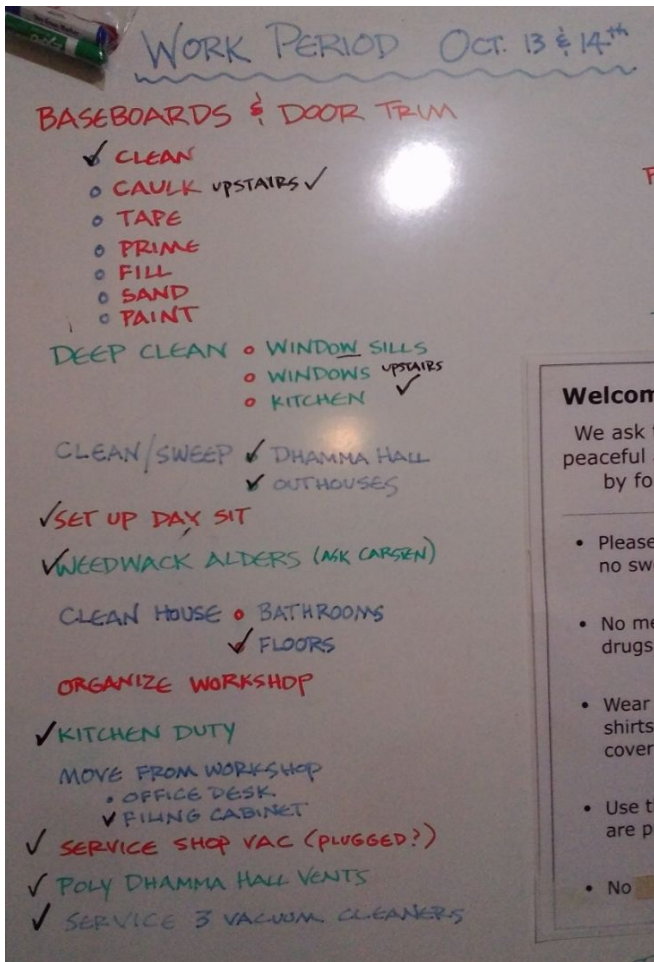 WORK PERIOD OCT. 13 & 14.th
BASEBOARDS & DOOR TRIM
✓ CLEAN
○ CAULK UPSTAIRS ✓
○ TAPE
○ PRIME
○ FILL
○ SAND
○ PAINT
DEEP CLEAN ○ WINDOW SILLS
○ WINDOWS UPSTAIRS ✓
○ KITCHEN
CLEAN/SWEEP ✓ DHAMMA HALL
✓ OUTHOUSES
✓ SET UP DAY SIT
✓ WEEDWACK ALDERS (ASK CARSTEN)
CLEAN HOUSE ○ BATHROOMS
✓ FLOORS
ORGANIZE WORKSHOP
✓ KITCHEN DUTY
MOVE FROM WORKSHOP
• OFFICE DESK
✓ FILING CABINET
✓ SERVICE SHOP VAC (PLUGGED?)
✓ POLY DHAMMA HALL VENTS
✓ SERVICE 3 VACUUM CLEANERS
Welcom
We ask
peaceful
by fo
• Please
no sw
• No me
drugs
• Wear
shirts
cover
• Use t
are p
• No